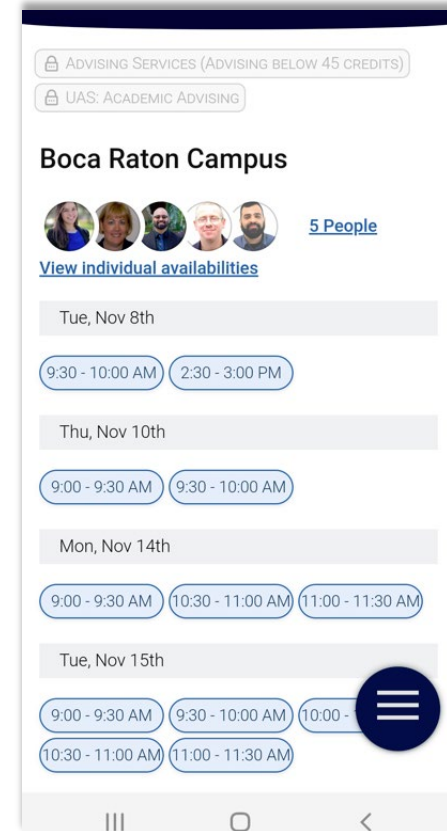 ADVISING SERVICES (ADVISING BELOW 45 CREDITS)
UAS: ACADEMIC ADVISING
Boca Raton Campus
5 People
View individual availabilities
Tue, Nov 8th
9:30 - 10:00 AM 2:30 - 3:00 PM
Thu, Nov 10th
9:00 - 9:30 AM 9:30 - 10:00 AM
Mon, Nov 14th
9:00 - 9:30 AM 10:30 - 11:00 AM 11:00 - 11:30 AM
Tue, Nov 15th
9:00 - 9:30 AM 9:30 - 10:00 AM 10:00 -
10:30 - 11:00 AM 11:00 - 11:30 AM